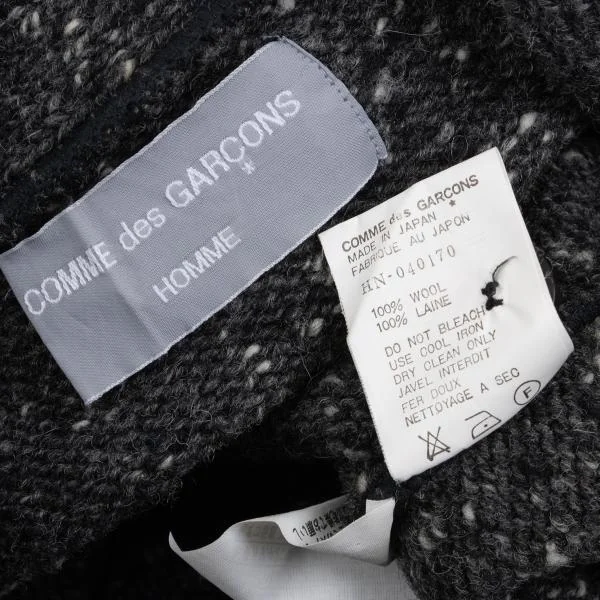 COMME des GARÇONS
*
HOMME
COMME des GARCONS
*
MADE IN JAPAN
FABRIQUE AU JAPON
HN-040170
100% WOOL
100% LAINE
DO NOT BLEACH
USE COOL IRON
DRY CLEAN ONLY
JAVEL INTERDIT
FER DOUX
NETTOYAGE A SEC
F